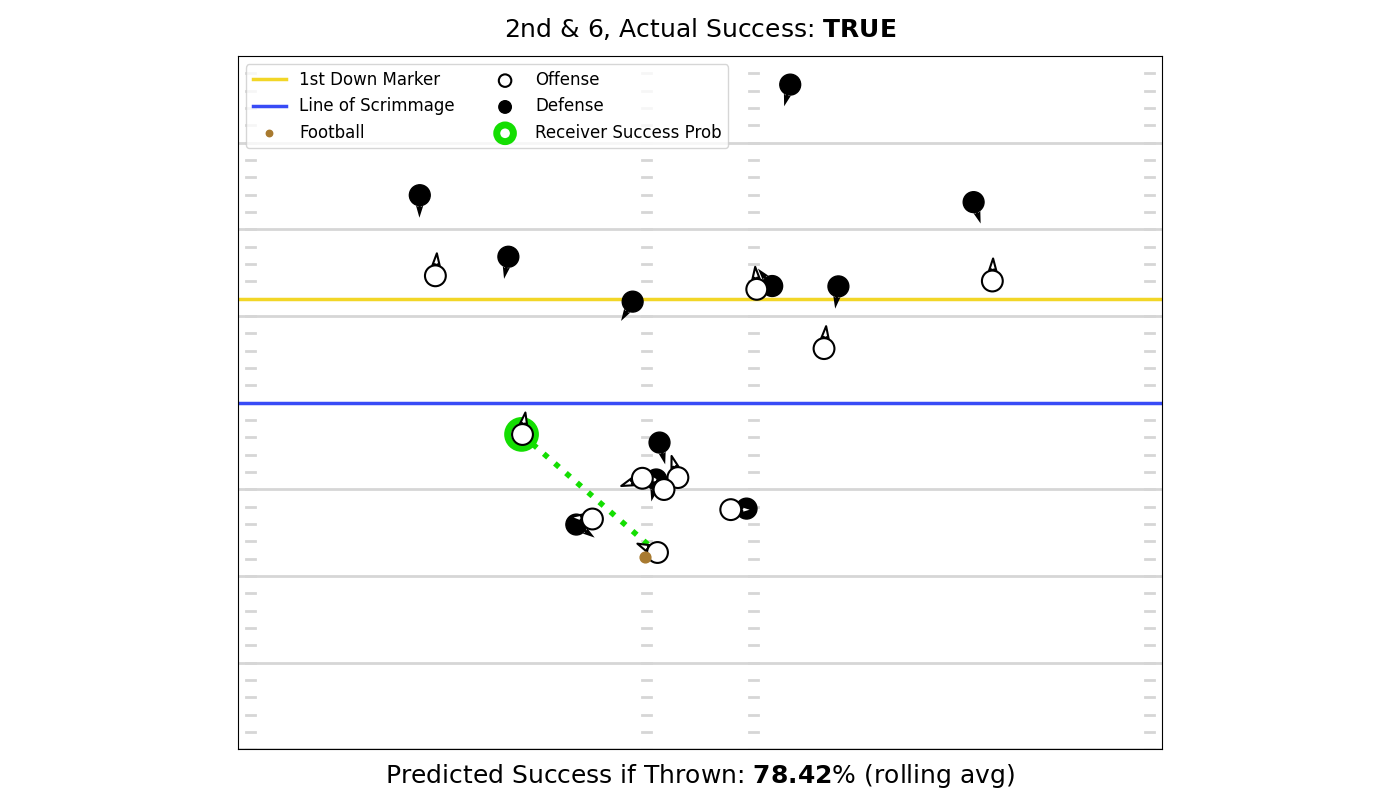 2nd & 6, Actual Success: TRUE
1st Down Marker
Line of Scrimmage
Football
Offense
Defense
Receiver Success Prob
Predicted Success if Thrown: 78.42% (rolling avg)